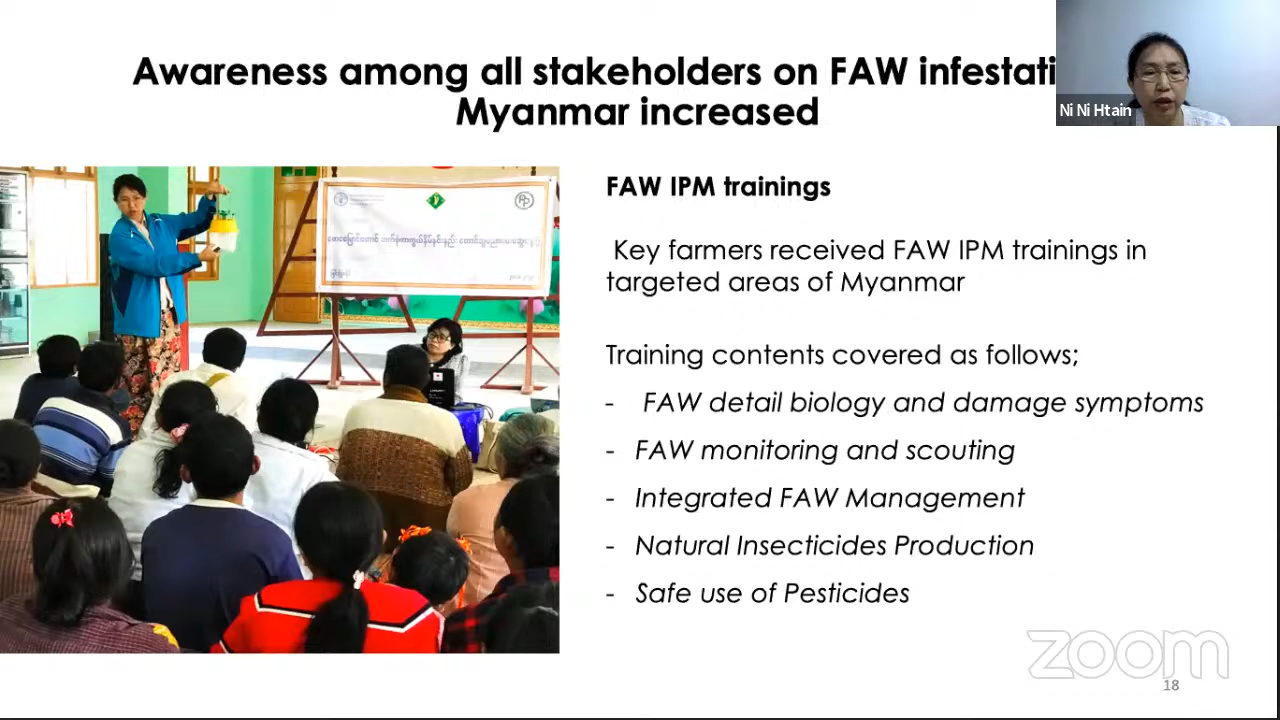 Awareness among all stakeholders on FAW infestati
Myanmar increased
Ni Ni Htain
FAW IPM trainings
Key farmers received FAW IPM trainings in
targeted areas of Myanmar
Training contents covered as follows;
- FAW detail biology and damage symptoms
- FAW monitoring and scouting
- Integrated FAW Management
- Natural Insecticides Production
- Safe use of Pesticides
zoom
18